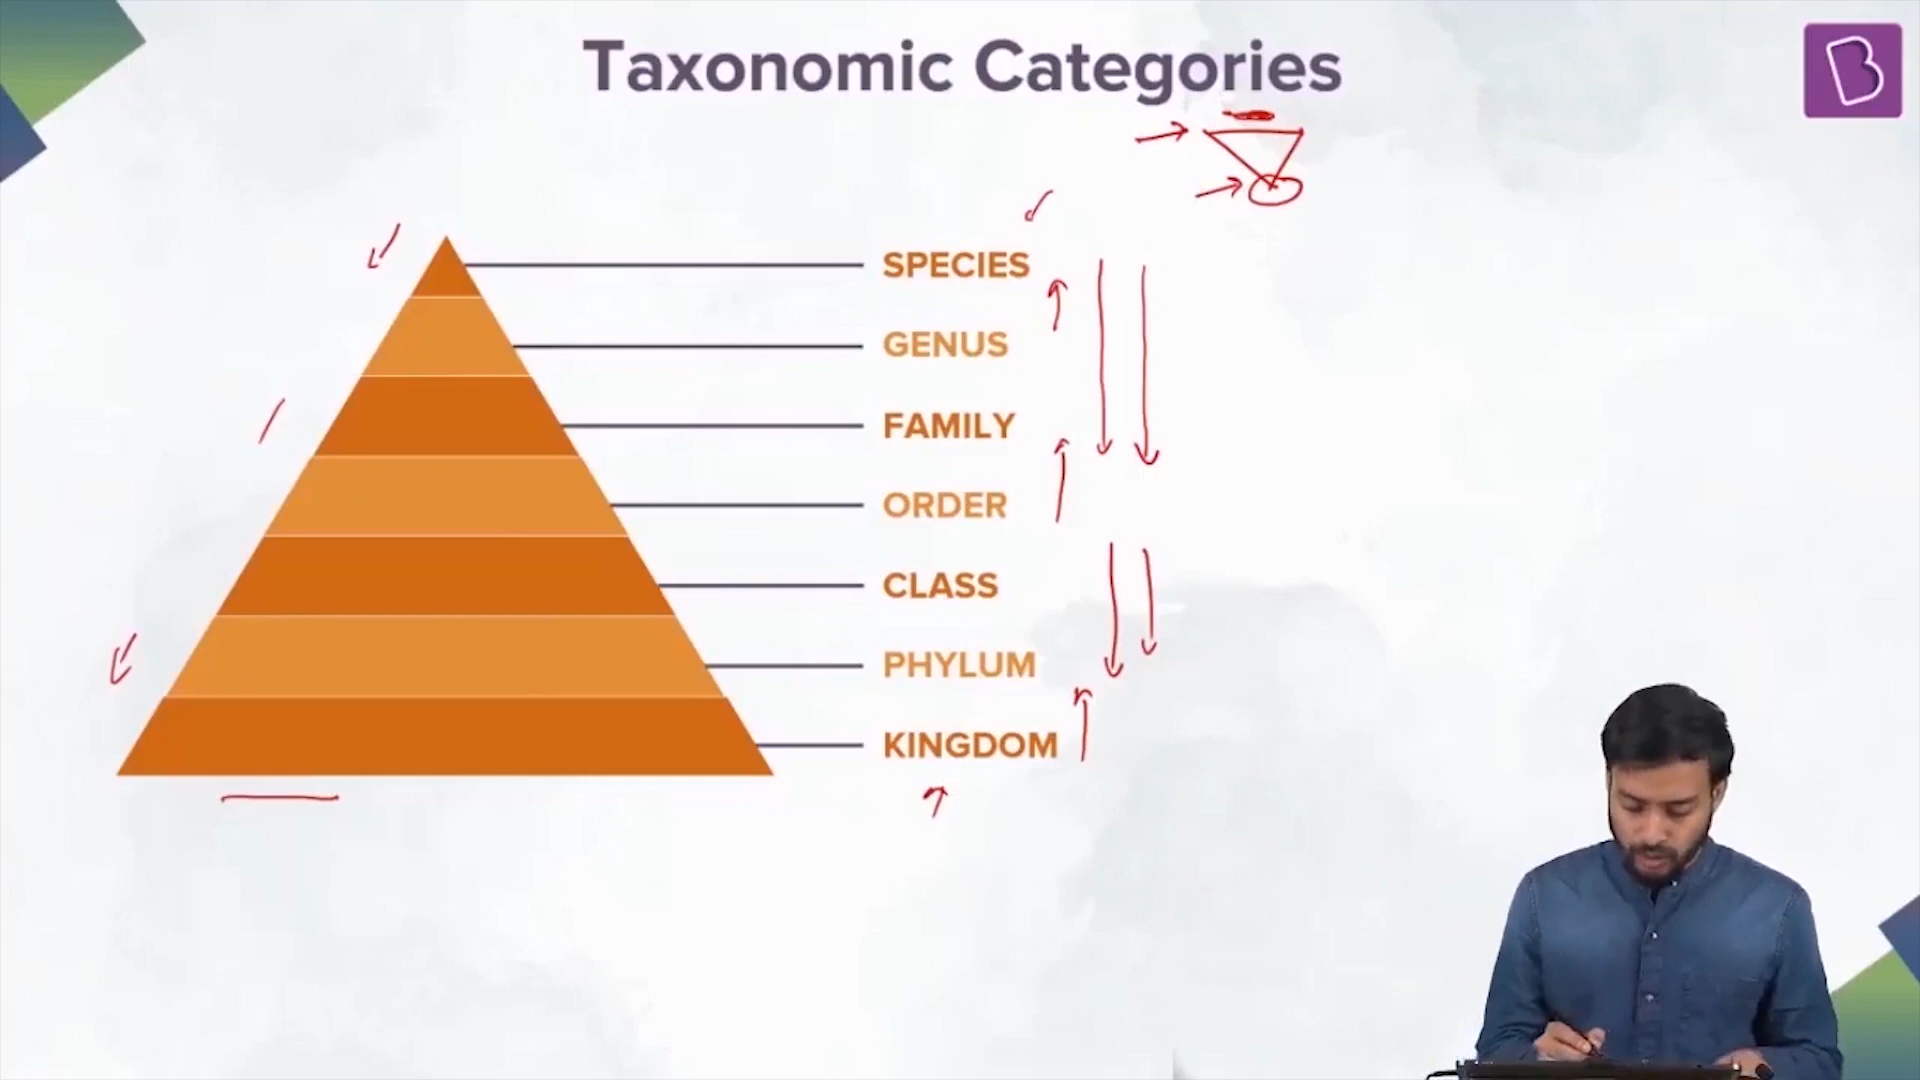 Taxonomic Categories
SPECIES
GENUS
FAMILY
ORDER
CLASS
PHYLUM
KINGDOM